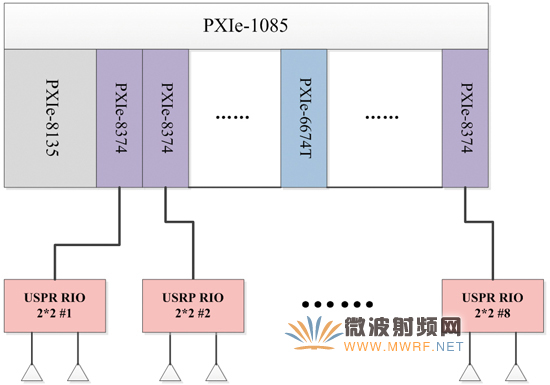 PXIe-1085
PXIe-8135
PXIe-8374
PXIe-8374
......
PXIe-6674T
......
PXIe-8374
USPR RIO
2*2 #1
USRP RIO
2*2 #2
......
USPR RIO
2*2 #8
微波射频网
WWW.MWRF.NET